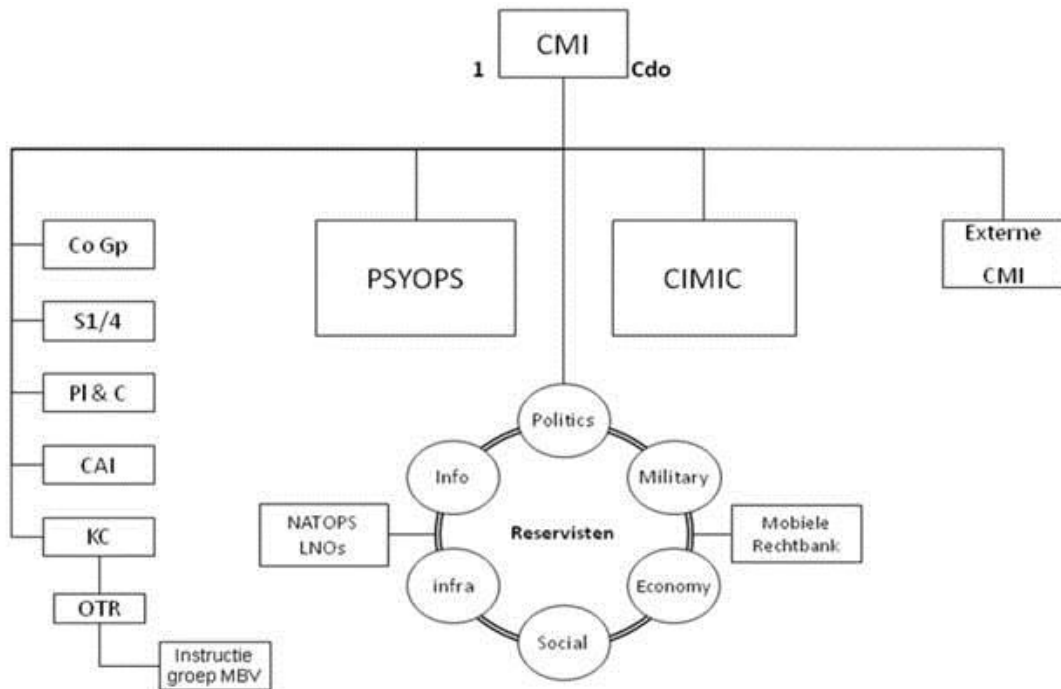 CMI
1 Cdo
Co Gp
S1/4
Pl & C
CAI
KC
OTR
Instructie
groep MBV
PSYOPS
CIMIC
Externe
CMI
Politics
Info
Military
NATOPS
LNOs
Reservisten
Mobiele
Rechtbank
infra
Economy
Social